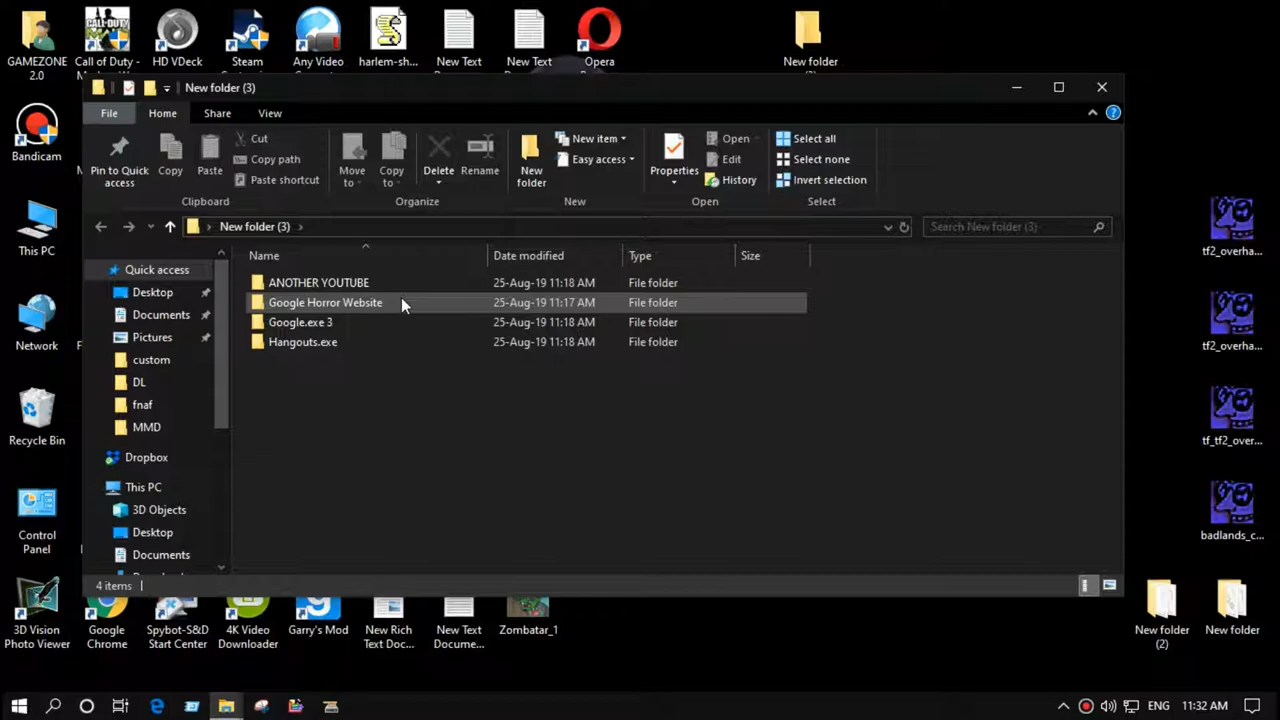 GAMEZONE
2.0
Call of Duty -
HD VDeck
Steam
Any Video
harlem-sh...
New Text
New Text
Opera
New folder
New folder (3)
File
Home
Share
View
Pin to Quick
access
Copy
Paste
Cut
Copy path
Paste shortcut
Clipboard
Move
to
Copy
to
Delete
Rename
Organize
New
folder
New item
Easy access
New
Properties
Open
Edit
History
Open
Select all
Select none
Invert selection
Select
New folder (3)
Search New folder (3)
Name
Date modified
Type
Size
ANOTHER YOUTUBE 25-Aug-19 11:18 AM File folder
Google Horror Website 25-Aug-19 11:17 AM File folder
Google.exe 3 25-Aug-19 11:18 AM File folder
Hangouts.exe 25-Aug-19 11:18 AM File folder
Quick access
Desktop
Documents
Pictures
custom
DL
fnaf
MMD
Dropbox
This PC
3D Objects
Desktop
Documents
4 items
Bandicam
This PC
Network
Recycle Bin
Control
Panel
3D Vision
Photo Viewer
Google
Chrome
Spybot-S&D
Start Center
4K Video
Downloader
Garry's Mod
New Rich
Text Doc...
New Text
Docume...
Zombatar_1
tf2_overha...
tf2_overha...
tf_tf2_over...
badlands_c...
New folder
(2)
New folder
ENG
11:32 AM